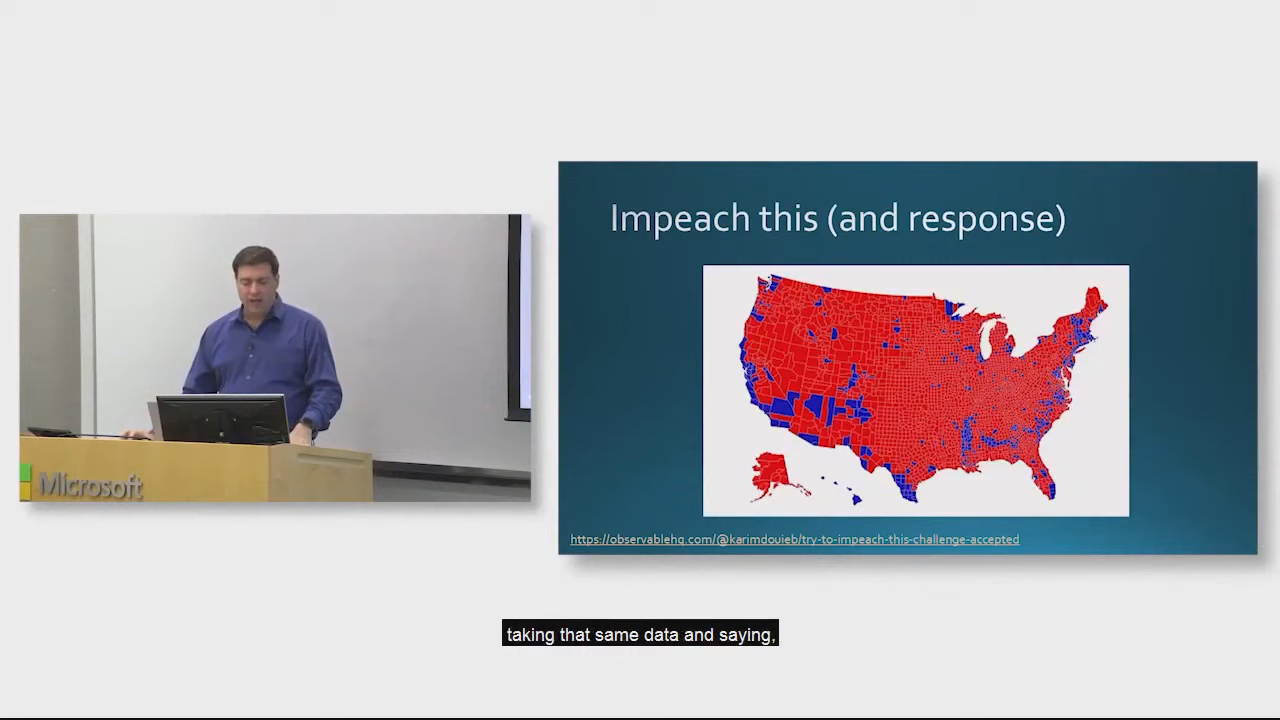 Impeach this (and response)
Microsoft
https://observablehq.com/@karimdouieb/try-to-impeach-this-challenge-accepted
taking that same data and saying,